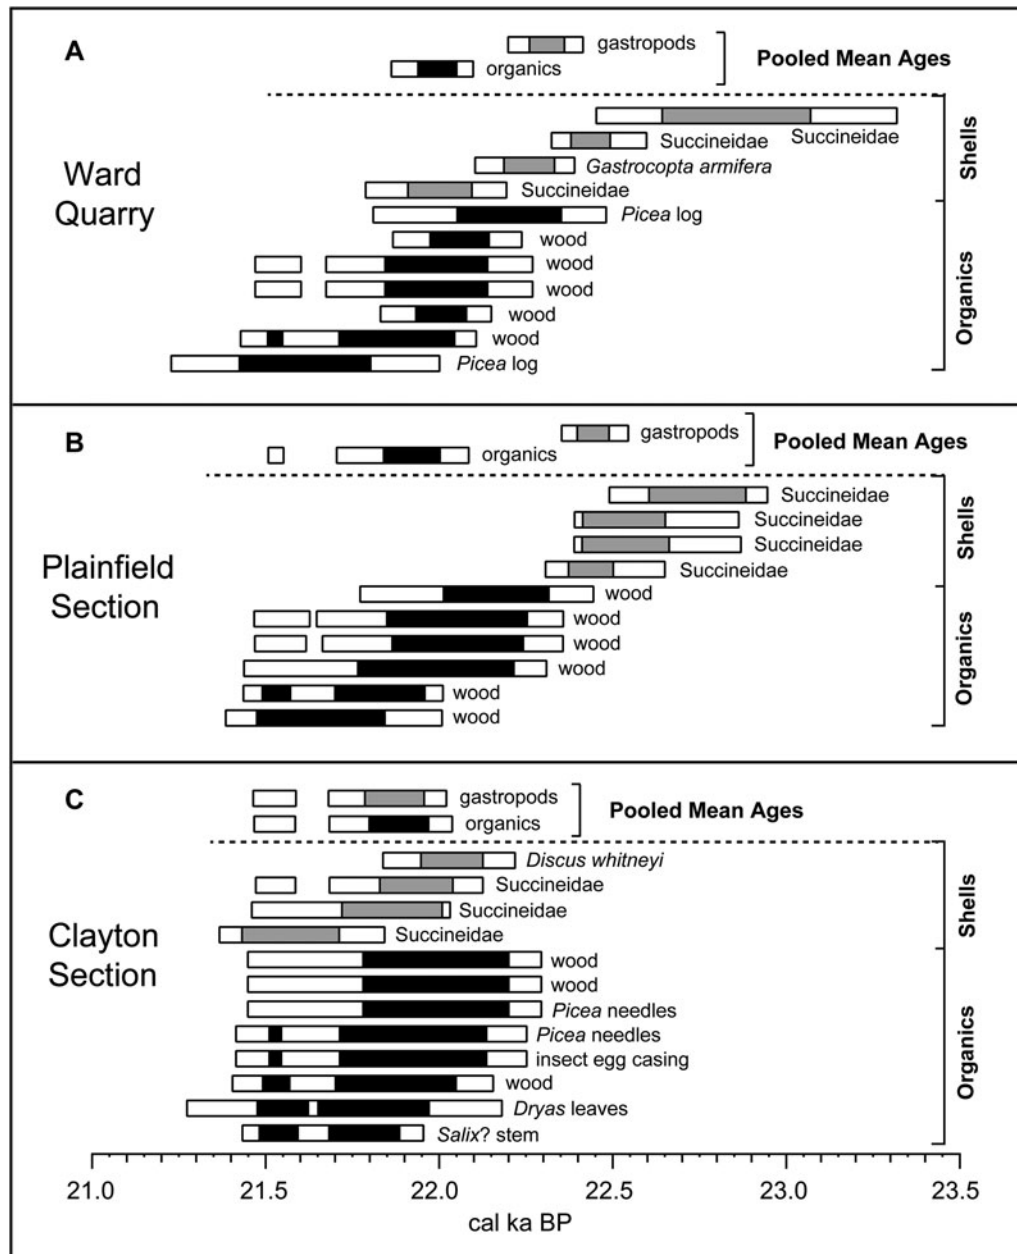 A
gastropods
organics
Pooled Mean Ages
Ward
Quarry
Succineidae
Succineidae
Gastrocopta armifera
Succineidae
Shells
Picea log
wood
wood
wood
wood
wood
Picea log
Organics
B
gastropods
organics
Pooled Mean Ages
Plainfield
Section
Succineidae
Succineidae
Succineidae
Succineidae
Shells
wood
wood
wood
wood
wood
wood
Organics
C
gastropods
organics
Pooled Mean Ages
Clayton
Section
Discus whitneyi
Succineidae
Succineidae
Succineidae
Shells
wood
wood
Picea needles
Picea needles
insect egg casing
wood
Dryas leaves
Salix? stem
Organics
21.0 21.5 22.0 22.5 23.0 23.5
cal ka BP